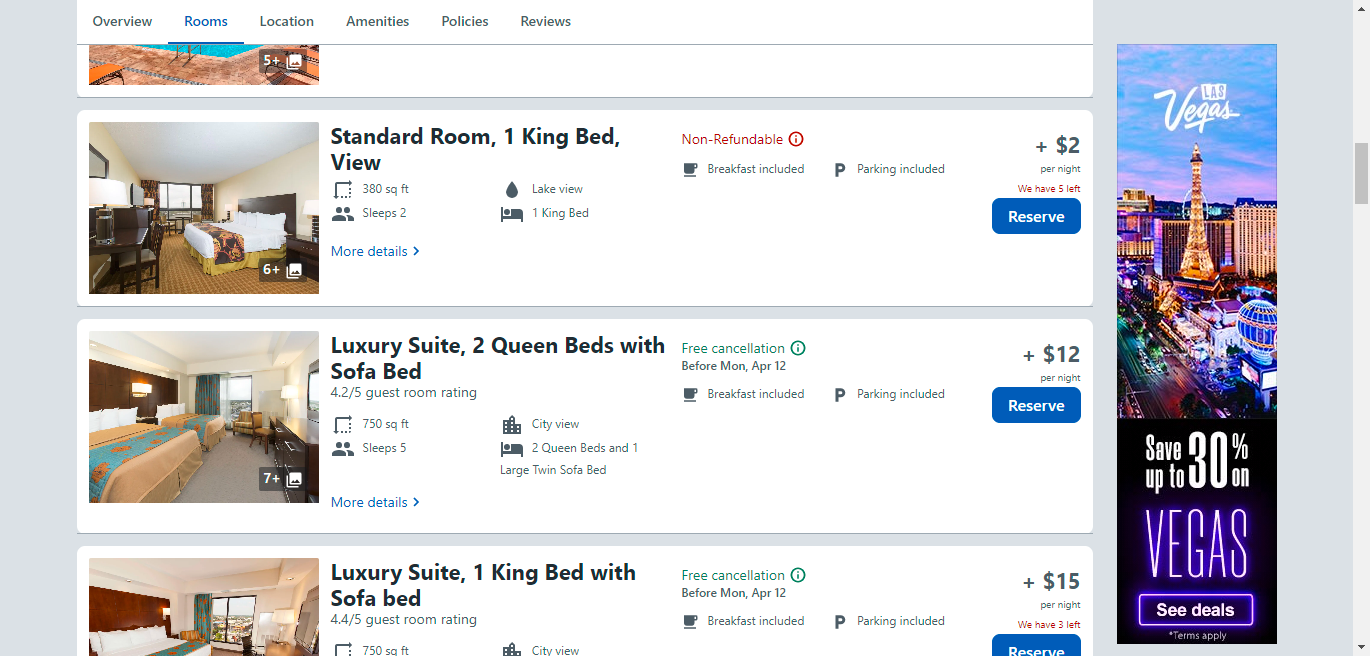 Overview Rooms Location Amenities Policies Reviews
5+
Standard Room, 1 King Bed,
View
380 sq ft
Lake view
Sleeps 2
1 King Bed
More details
6+
Non-Refundable
Breakfast included
P Parking included
+ $2
per night
We have 5 left
Reserve
Luxury Suite, 2 Queen Beds with
Sofa Bed
4.2/5 guest room rating
750 sq ft
City view
Sleeps 5
2 Queen Beds and 1
Large Twin Sofa Bed
More details
7+
Free cancellation
Before Mon, Apr 12
Breakfast included
P Parking included
+ $12
per night
Reserve
Luxury Suite, 1 King Bed with
Sofa bed
4.4/5 guest room rating
750 sq ft
City view
Free cancellation
Before Mon, Apr 12
Breakfast included
P Parking included
+ $15
per night
We have 3 left
Reserve
LAS
Vegas
Save 30%
up to on
VEGAS
See deals
*Terms apply